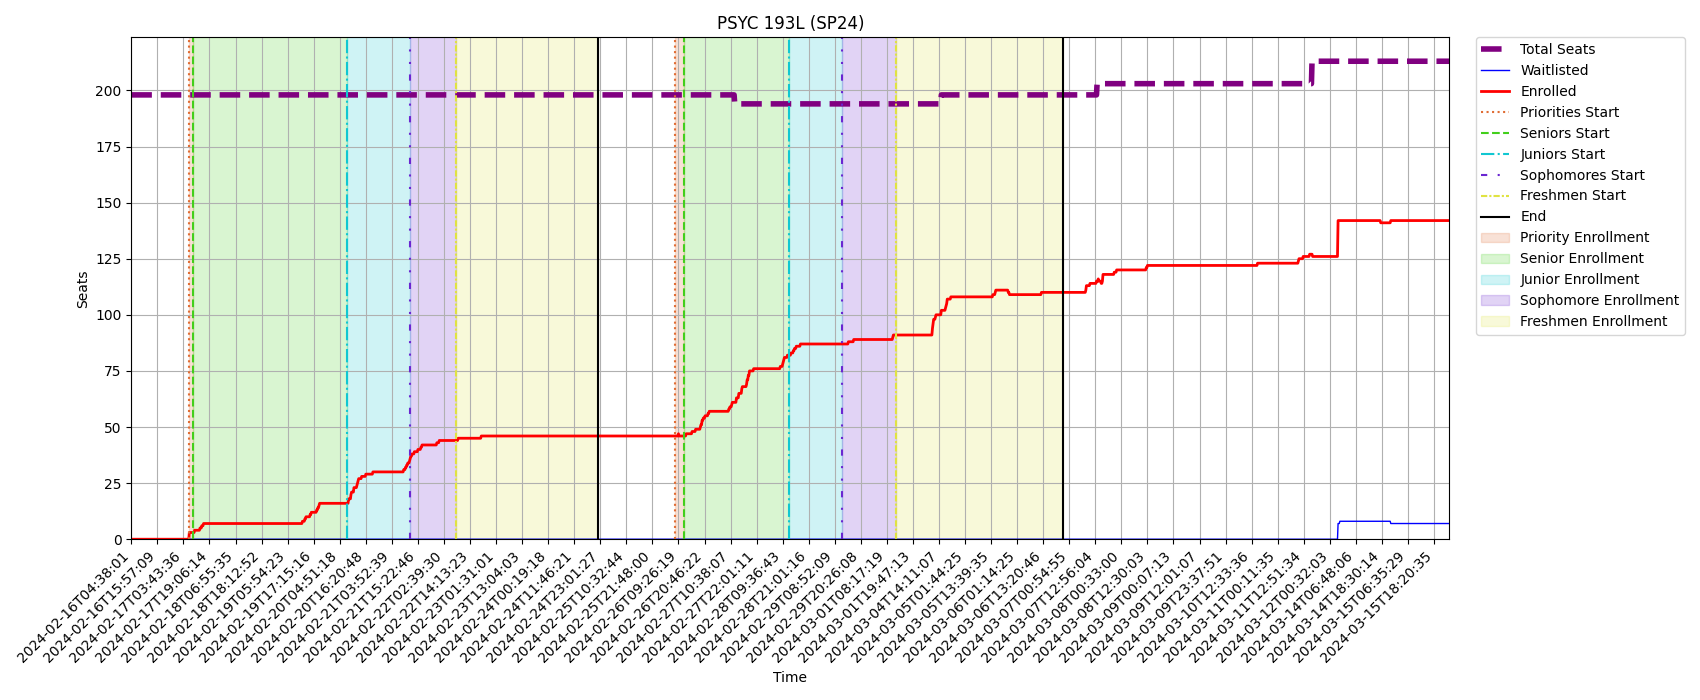 PSYC 193L (SP24)
Seats
200
175
150
125
100
75
50
25
0
2024-02-16T04:38:01
2024-02-16T15:57:09
2024-02-17T03:43:36
2024-02-17T19:06:14
2024-02-18T06:55:35
2024-02-18T18:12:52
2024-02-19T05:54:23
2024-02-19T17:15:16
2024-02-20T04:51:18
2024-02-20T16:20:48
2024-02-21T03:52:39
2024-02-21T15:22:46
2024-02-22T02:39:30
2024-02-22T14:13:23
2024-02-23T01:31:01
2024-02-23T13:04:03
2024-02-24T00:19:18
2024-02-24T11:46:21
2024-02-24T23:01:27
2024-02-25T10:32:44
2024-02-25T21:48:00
2024-02-26T09:26:19
2024-02-26T20:46:22
2024-02-27T10:38:07
2024-02-27T22:01:11
2024-02-28T09:36:43
2024-02-28T21:01:16
2024-02-29T08:52:09
2024-02-29T20:26:08
2024-03-01T08:17:19
2024-03-01T19:47:13
2024-03-04T14:11:07
2024-03-05T01:44:25
2024-03-05T13:39:35
2024-03-06T01:14:25
2024-03-06T13:20:46
2024-03-07T00:54:55
2024-03-07T12:56:04
2024-03-08T00:33:00
2024-03-08T12:30:03
2024-03-09T00:07:13
2024-03-09T12:01:07
2024-03-09T23:37:51
2024-03-10T12:33:36
2024-03-11T00:11:35
2024-03-11T12:51:34
2024-03-12T00:32:03
2024-03-14T06:48:06
2024-03-14T18:30:14
2024-03-15T06:35:29
2024-03-15T18:20:35
Time
Total Seats
Waitlisted
Enrolled
Priorities Start
Seniors Start
Juniors Start
Sophomores Start
Freshmen Start
End
Priority Enrollment
Senior Enrollment
Junior Enrollment
Sophomore Enrollment
Freshmen Enrollment